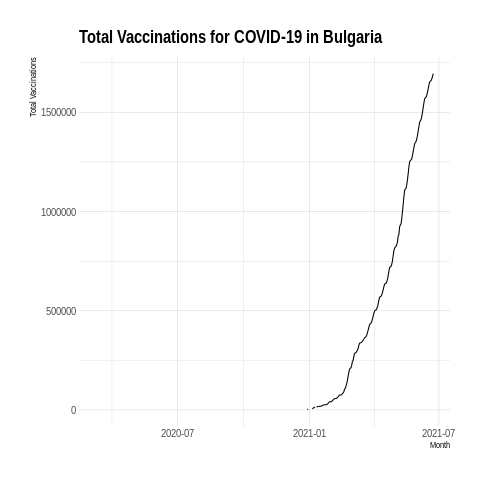 Total Vaccinations for COVID-19 in Bulgaria
Total Vaccinations
1500000
1000000
500000
0
2020-07 2021-01 2021-07
Month